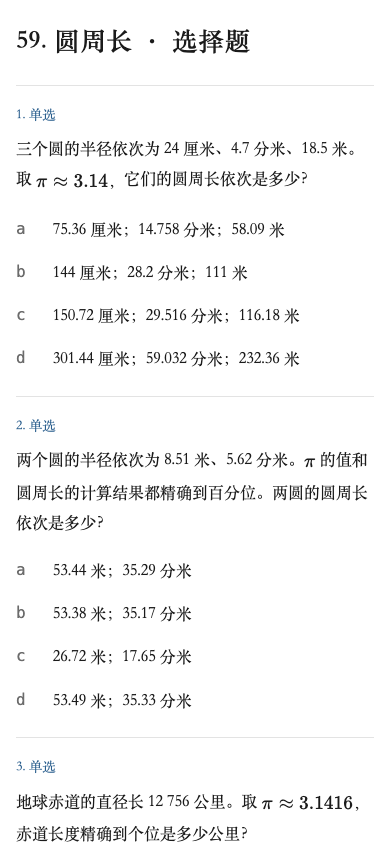 59. 圆周长 · 选择题
1. 单选
三个圆的半径依次为 24 厘米、4.7 分米、18.5 米。
取 π ≈ 3.14，它们的圆周长依次是多少？
a 75.36 厘米；14.758 分米；58.09 米
b 144 厘米；28.2 分米；111 米
c 150.72 厘米；29.516 分米；116.18 米
d 301.44 厘米；59.032 分米；232.36 米
2. 单选
两个圆的半径依次为 8.51 米、5.62 分米。π 的值和
圆周长的计算结果都精确到百分位。两圆的圆周长
依次是多少？
a 53.44 米；35.29 分米
b 53.38 米；35.17 分米
c 26.72 米；17.65 分米
d 53.49 米；35.33 分米
3. 单选
地球赤道的直径长 12 756 公里。取 π ≈ 3.1416，
赤道长度精确到个位是多少公里？